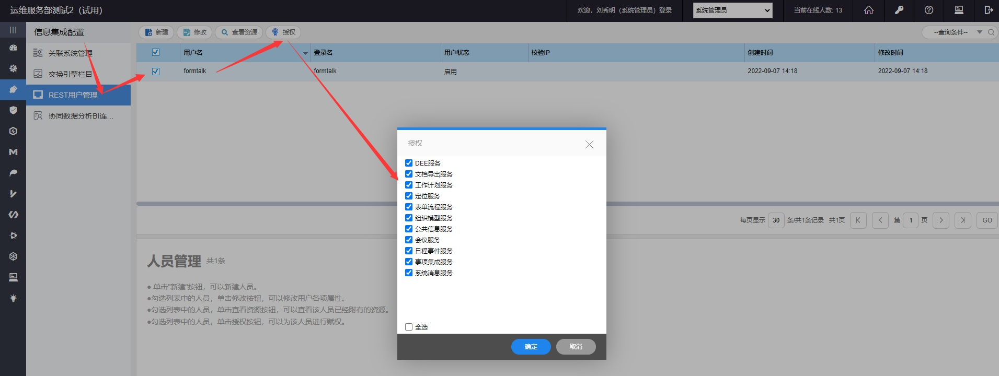 运维服务部测试2（试用）
欢迎，刘秀明（系统管理员）登录
系统管理员
当前在线人数: 13
信息集成配置
新建
修改
查看资源
授权
--查询条件--
关联系统管理
交换引擎栏目
REST用户管理
协同数据分析BI连...
用户名
登录名
用户状态
校验IP
创建时间
修改时间
formtalk
formtalk
启用
2022-09-07 14:18
2022-09-07 14:18
授权
DEE服务
文档导出服务
工作计划服务
定位服务
表单流程服务
组织模型服务
公共信息服务
会议服务
日程事件服务
事项集成服务
系统消息服务
全选
确定
取消
每页显示 30 条/共1条记录 共1页
第 1 页
GO
人员管理 共1条
● 单击"新建"按钮，可以新建人员。
●勾选列表中的人员，单击修改按钮，可以修改用户各项属性。
●勾选列表中的人员，单击查看资源按钮，可以查看该人员已经附有的资源。
●勾选列表中的人员，单击授权按钮，可以为该人员进行赋权。